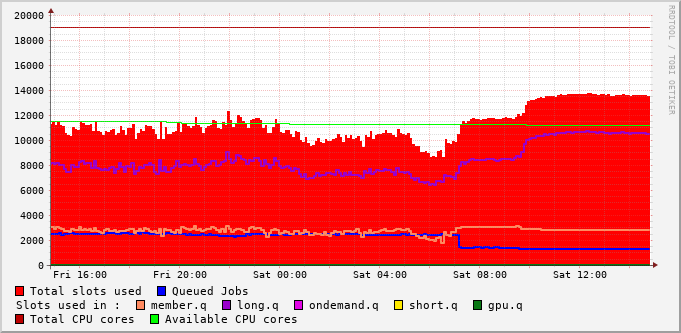 20000
18000
16000
14000
12000
10000
8000
6000
4000
2000
0
Fri 16:00 Fri 20:00 Sat 00:00 Sat 04:00 Sat 08:00 Sat 12:00
Total slots used Queued Jobs
Slots used in : member.q long.q ondemand.q short.q gpu.q
Total CPU cores Available CPU cores
RRDTOOL / TOBI OETIKER